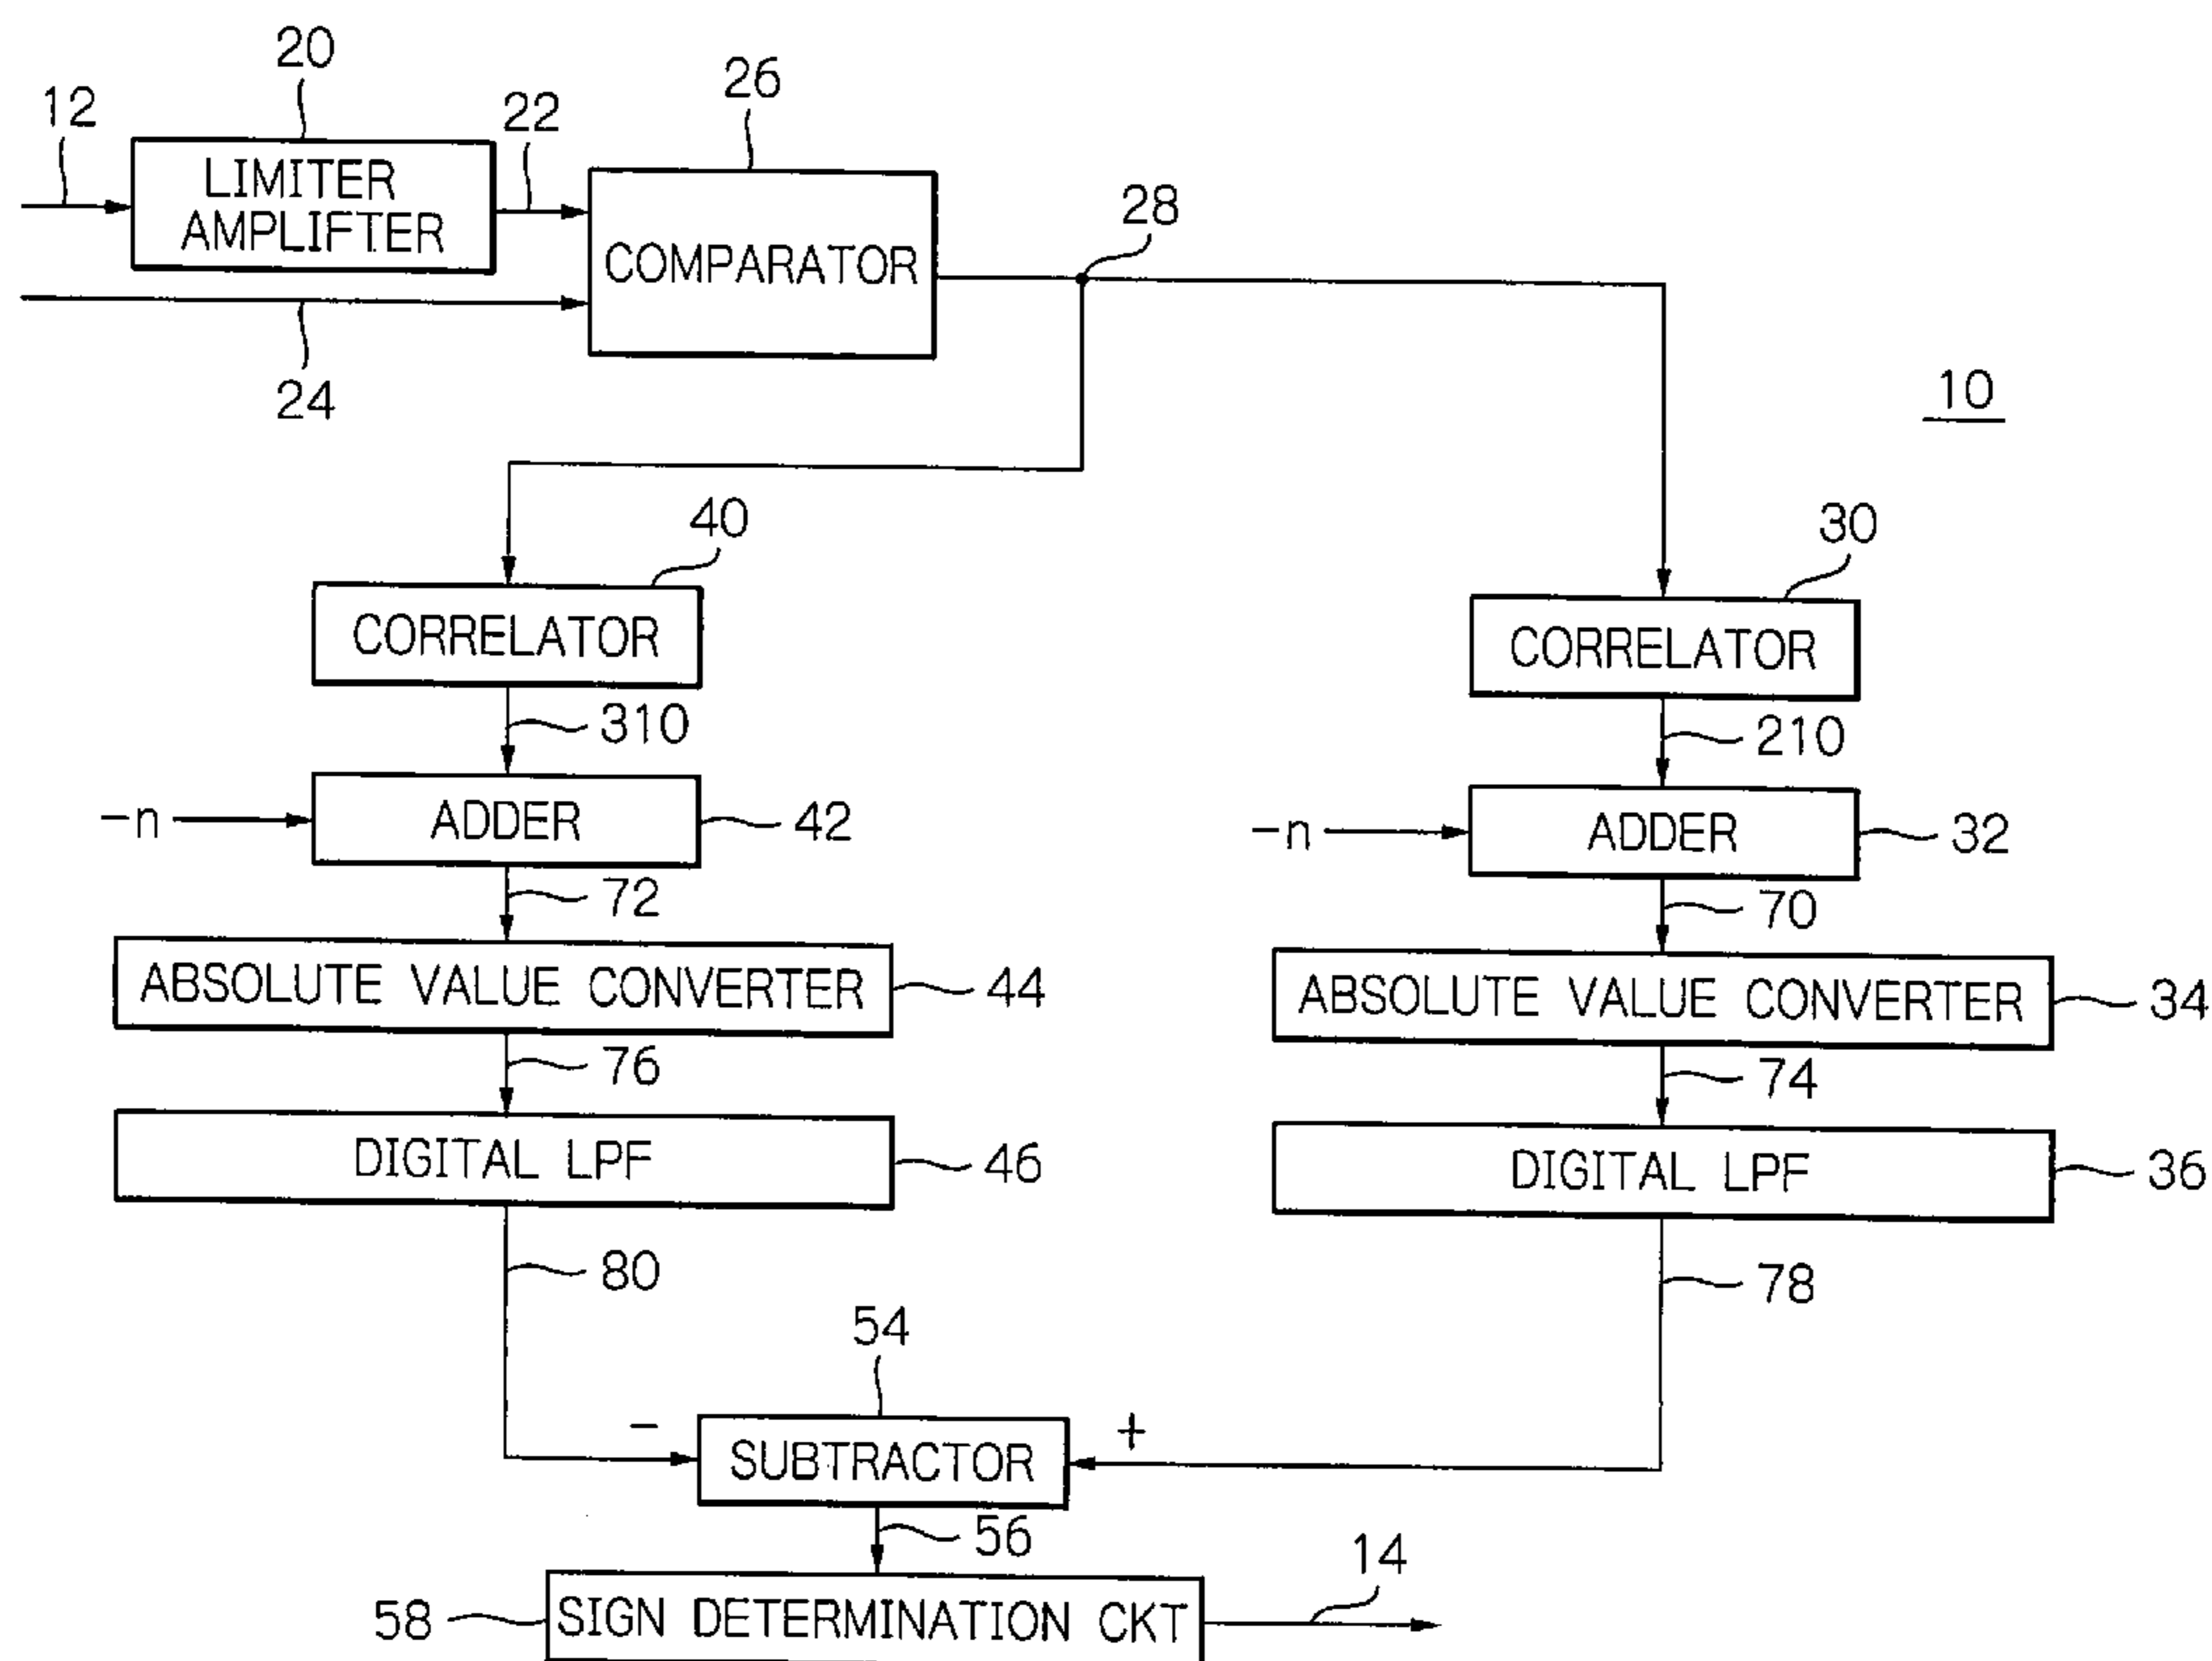 20
12
22
26
LIMITER
AMPLIFTER
COMPARATOR
28
24
10
40
30
CORRELATOR
CORRELATOR
310
210
-n
ADDER
42
-n
ADDER
32
72
70
ABSOLUTE VALUE CONVERTER
44
ABSOLUTE VALUE CONVERTER
34
76
74
DIGITAL LPF
46
DIGITAL LPF
36
80
78
54
-
+
SUBTRACTOR
56
14
58
SIGN DETERMINATION CKT